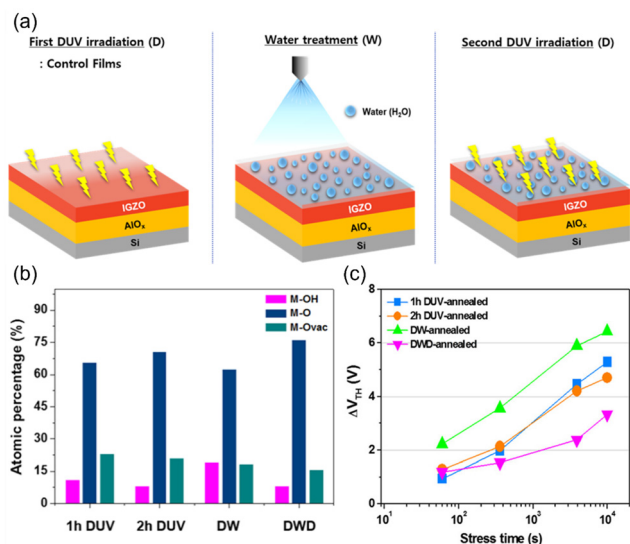 (a)
First DUV irradiation (D)
: Control Films
Water treatment (W)
Second DUV irradiation (D)
Water (H₂O)
IGZO
AlOₓ
Si
IGZO
AlOₓ
Si
IGZO
AlOₓ
Si
(b)
Atomic percentage (%)
90
75
60
45
30
15
0
M-OH
M-O
M-Ovac
1h DUV
2h DUV
DW
DWD
(c)
ΔV_TH (V)
8
6
4
2
0
1h DUV-annealed
2h DUV-annealed
DW-annealed
DWD-annealed
10¹
10²
10³
10⁴
Stress time (s)